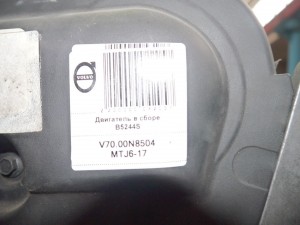 VOLVO
Двигатель в сборе
B5244S
V70.00N8504
MTJ6-17